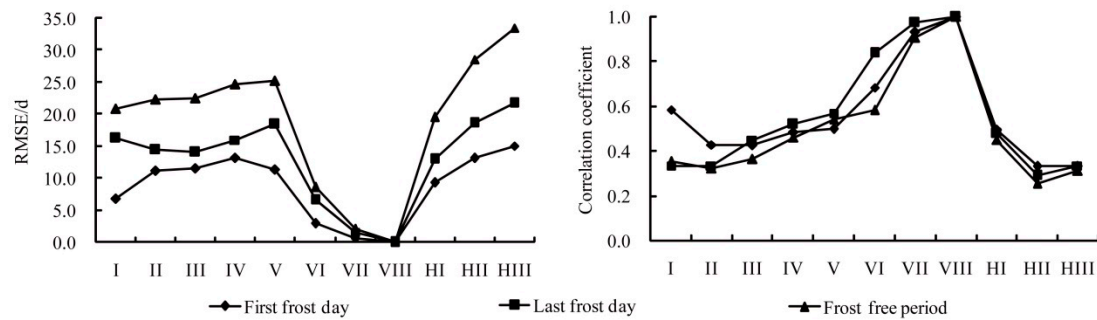 RMSE/d
35.0
30.0
25.0
20.0
15.0
10.0
5.0
0.0
I II III IV V VI VII VIII HI HII HIII
Correlation coefficient
1.0
0.8
0.6
0.4
0.2
0.0
I II III IV V VI VII VIII HI HII HIII
First frost day Last frost day Frost free period